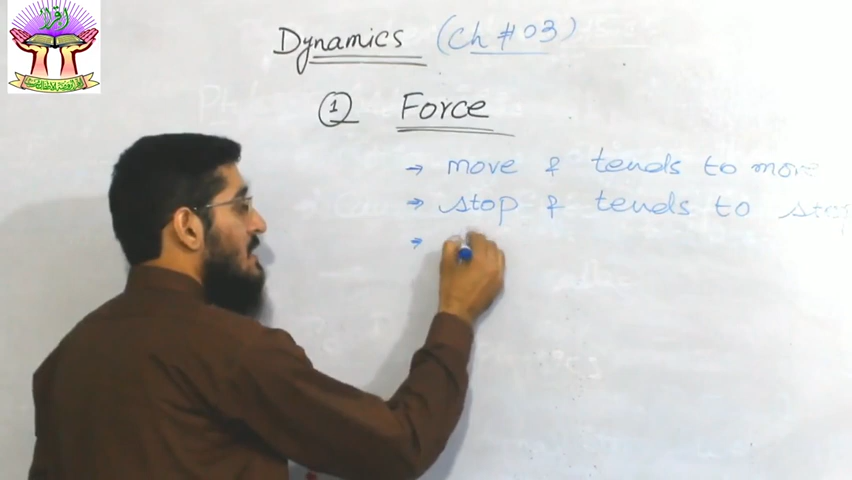 Dynamics (Ch # 03)
① Force
→ move & tends to move
→ stop & tends to stop
→